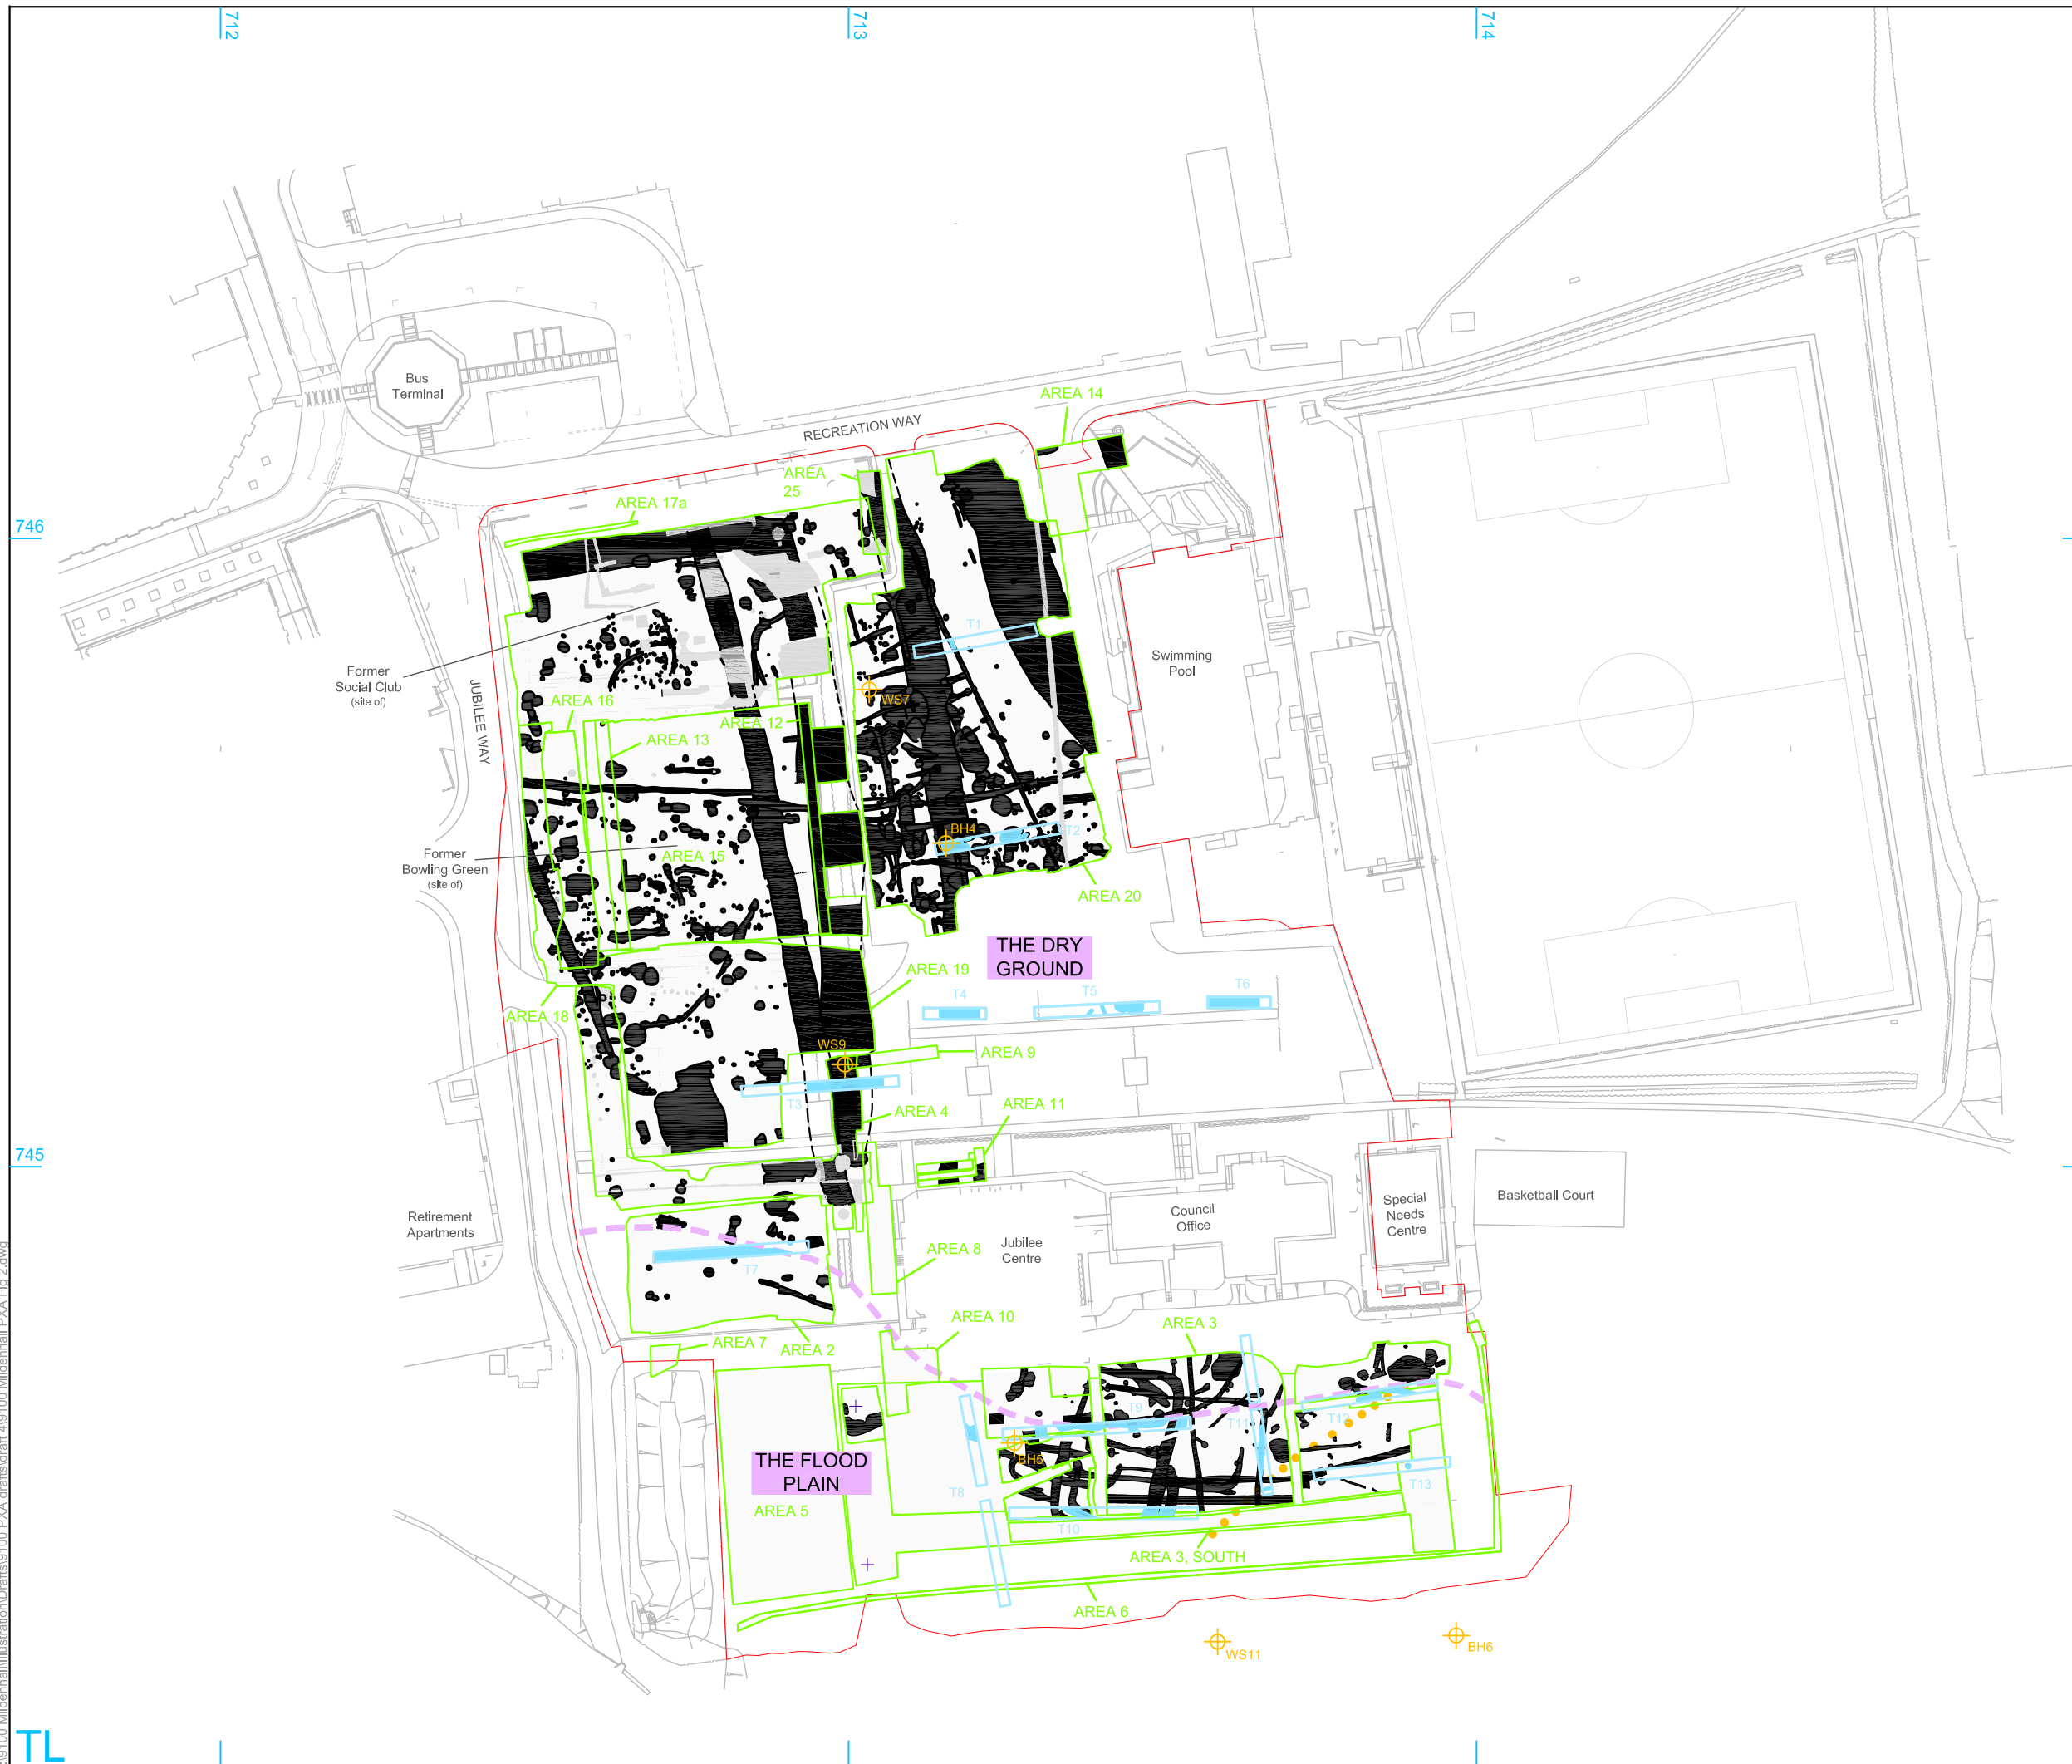 712
713
714
Bus
Terminal
RECREATION WAY
AREA 14
AREA
25
AREA 17a
746
T1
Swimming
Pool
Former
Social Club
(site of)
JUBILEE WAY
AREA 16
WS7
AREA 12
AREA 13
BH4
T2
Former
Bowling Green
(site of)
AREA 15
AREA 20
THE DRY
GROUND
AREA 19
T4
T5
T6
AREA 18
WS9
AREA 9
T3
AREA 4
AREA 11
745
Retirement
Apartments
Council
Office
Special
Needs
Centre
Basketball Court
Jubilee
Centre
AREA 8
T7
AREA 10
AREA 3
AREA 7
AREA 2
T9
T11
T12
THE FLOOD
PLAIN
BH5
T8
T13
AREA 5
T10
AREA 3, SOUTH
AREA 6
WS11
BH6
TL